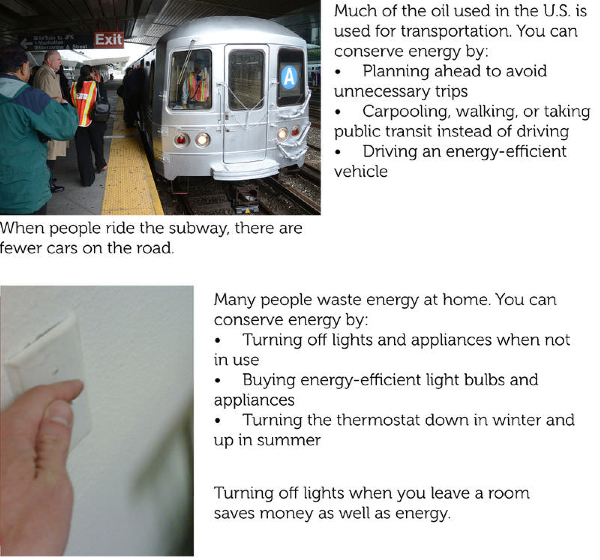 Exit
A
Much of the oil used in the U.S. is
used for transportation. You can
conserve energy by:
• Planning ahead to avoid
unnecessary trips
• Carpooling, walking, or taking
public transit instead of driving
• Driving an energy-efficient
vehicle
When people ride the subway, there are
fewer cars on the road.
Many people waste energy at home. You can
conserve energy by:
• Turning off lights and appliances when not
in use
• Buying energy-efficient light bulbs and
appliances
• Turning the thermostat down in winter and
up in summer
Turning off lights when you leave a room
saves money as well as energy.